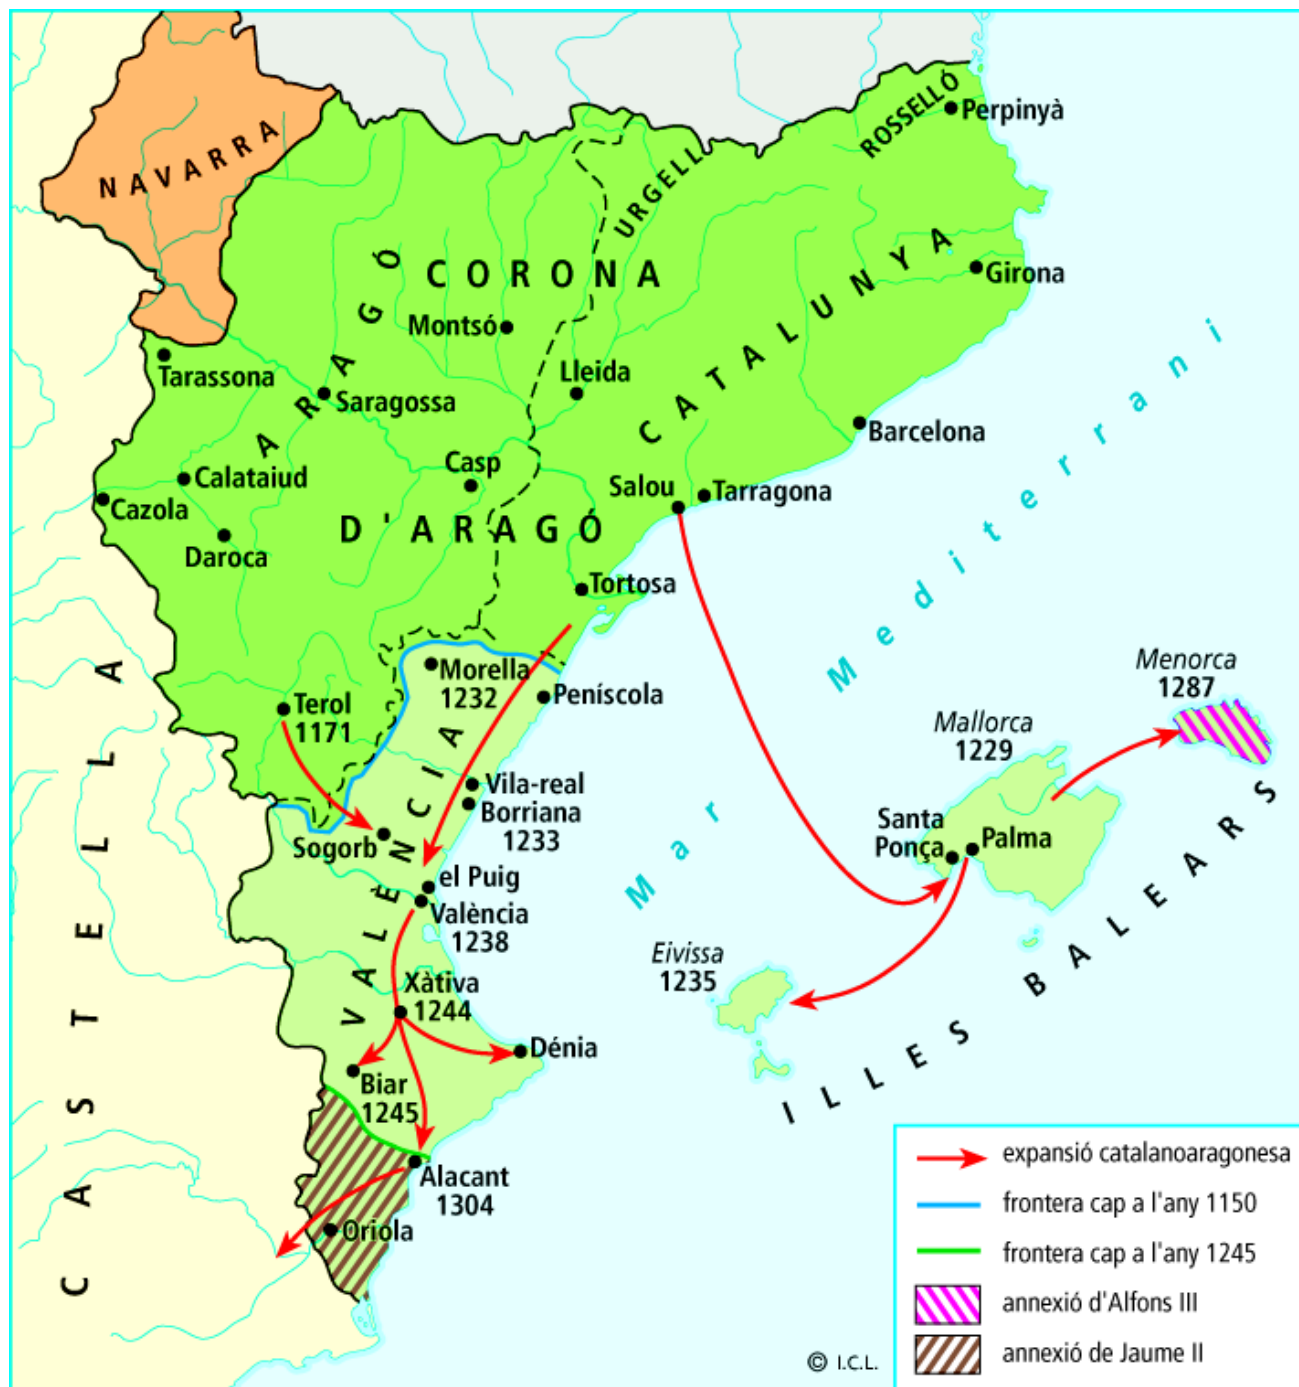 NAVARRA
ROSSELLÓ
Perpinyà
URGELL
CORONA
D'ARAGÓ
ARAGÓ
CATALUNYA
Girona
Montsó
Tarassona
Lleida
Saragossa
Barcelona
Calataiud
Casp
Cazola
Salou
Tarragona
Daroca
Tortosa
Mar Mediterrani
Morella
1232
Peníscola
Terol
1171
Menorca
1287
Mallorca
1229
Vila-real
Borriana
1233
Sogorb
Santa
Ponça
Palma
el Puig
València
1238
VALÈNCIA
Eivissa
1235
Xàtiva
1244
ILLES BALEARS
Dénia
Biar
1245
CASTELLA
Alacant
1304
Oriola
expansió catalanoaragonesa
frontera cap a l'any 1150
frontera cap a l'any 1245
annexió d'Alfons III
annexió de Jaume II
© I.C.L.